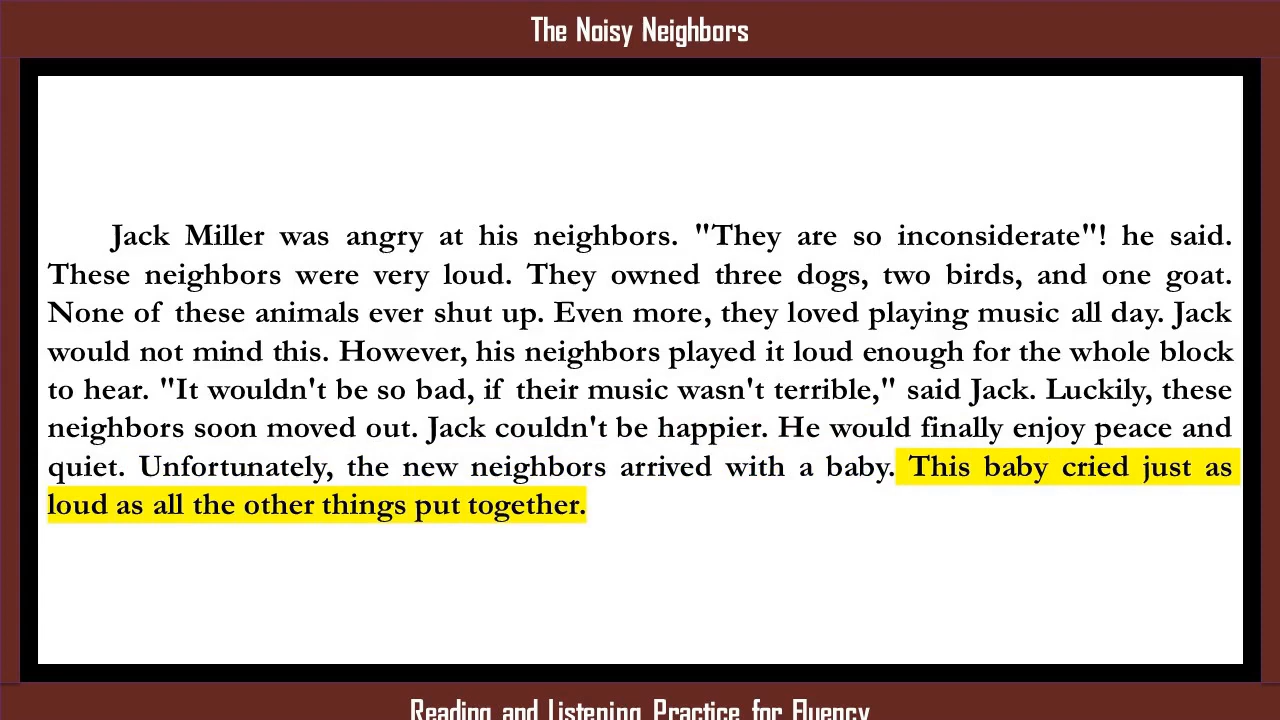 The Noisy Neighbors
Jack Miller was angry at his neighbors. "They are so inconsiderate"! he said.
These neighbors were very loud. They owned three dogs, two birds, and one goat.
None of these animals ever shut up. Even more, they loved playing music all day. Jack
would not mind this. However, his neighbors played it loud enough for the whole block
to hear. "It wouldn't be so bad, if their music wasn't terrible," said Jack. Luckily, these
neighbors soon moved out. Jack couldn't be happier. He would finally enjoy peace and
quiet. Unfortunately, the new neighbors arrived with a baby. This baby cried just as
loud as all the other things put together.
Reading and Listening Practice for Fluency